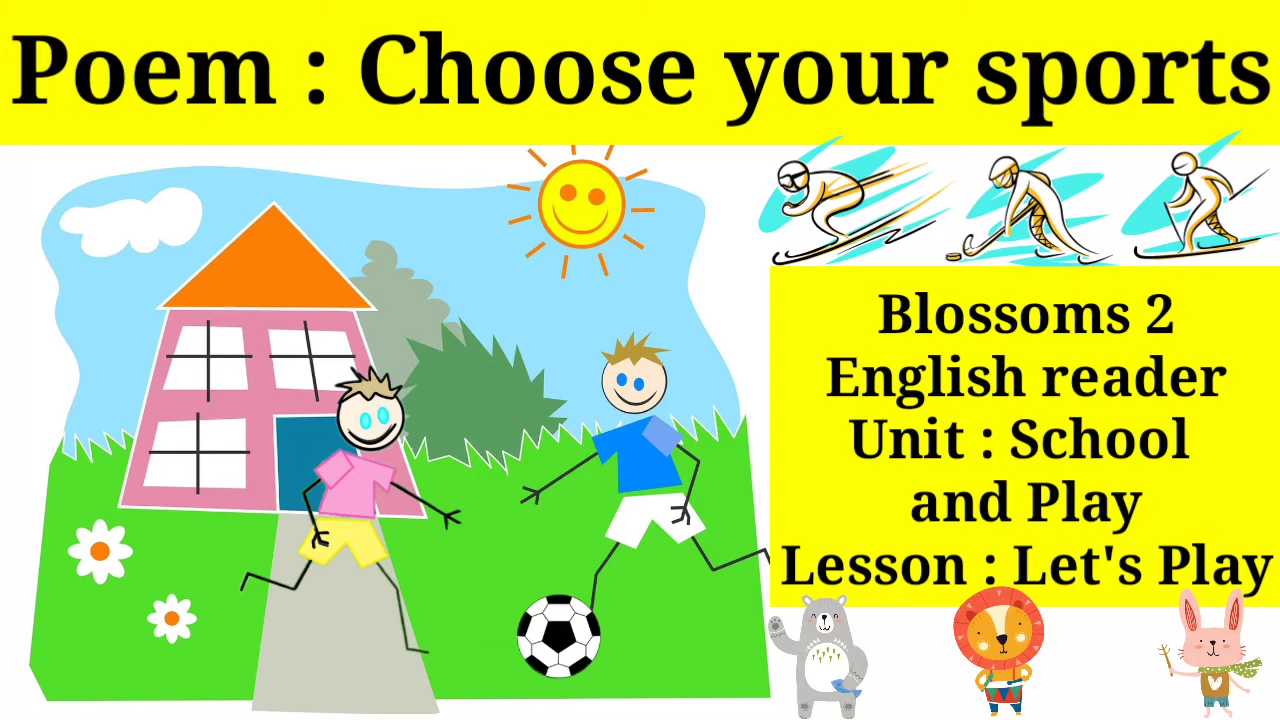 Poem : Choose your sports
Blossoms 2
English reader
Unit : School
and Play
Lesson : Let's Play